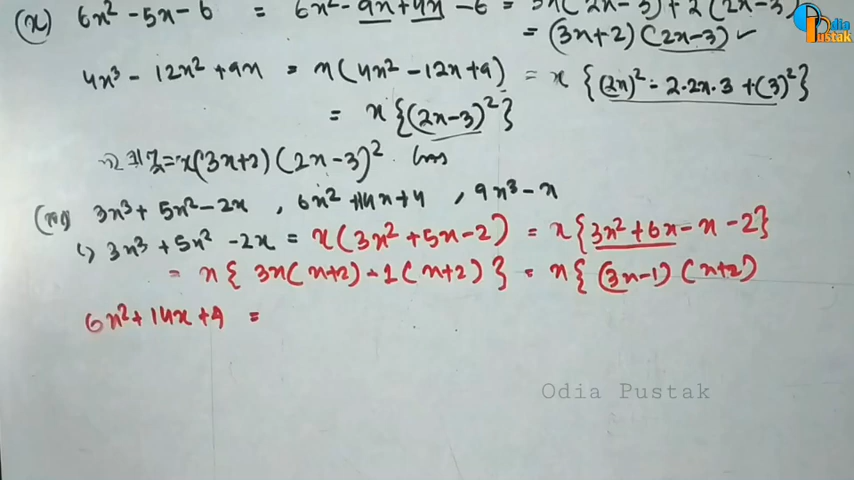 (x) 6x² - 5x - 6 = 6x² - 9x + 4x - 6 = 3x(2x - 3) + 2(2x - 3)
= (3x + 2)(2x - 3) ✓
4x³ - 12x² + 9x = x(4x² - 12x + 9) = x{(2x)² - 2·2x·3 + (3)²}
= x{(2x - 3)²}
= x(3x + 2)(2x - 3)²
3x³ + 5x² - 2x, 6x² + 14x + 4, 9x³ - x
↳ 3x³ + 5x² - 2x = x(3x² + 5x - 2) = x{3x² + 6x - x - 2}
= x{3x(x + 2) - 1(x + 2)} = x{(3x - 1)(x + 2)
6x² + 14x + 4 =
Odia Pustak
Odia Pustak